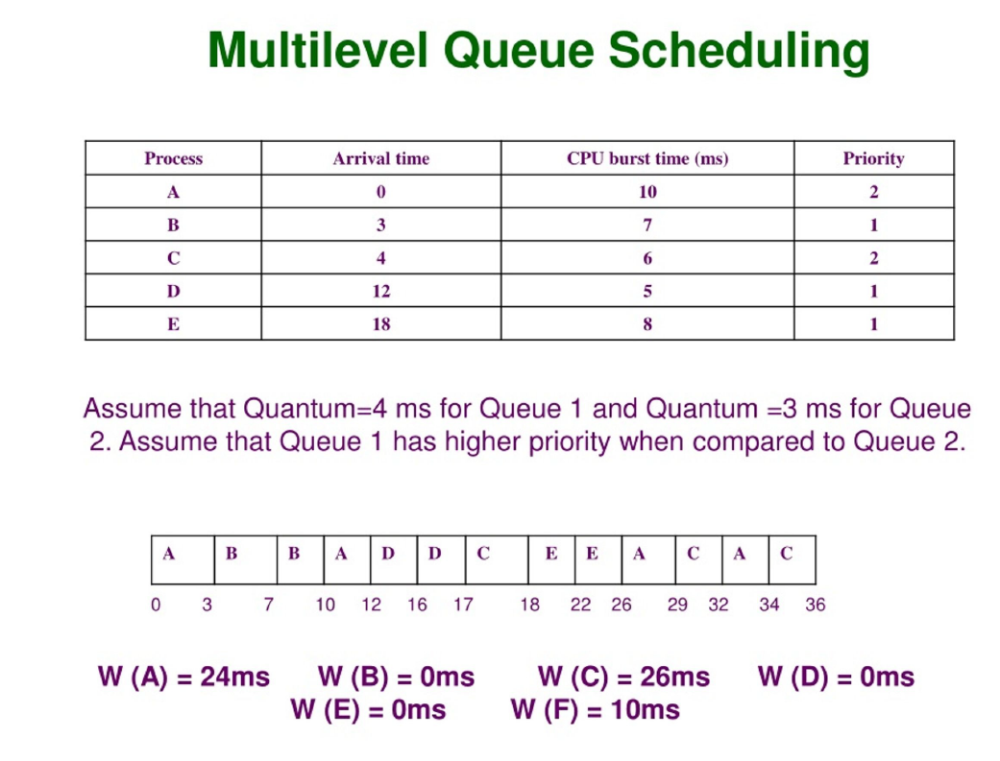 Multilevel Queue Scheduling
Process Arrival time CPU burst time (ms) Priority
A 0 10 2
B 3 7 1
C 4 6 2
D 12 5 1
E 18 8 1
Assume that Quantum=4 ms for Queue 1 and Quantum =3 ms for Queue
2. Assume that Queue 1 has higher priority when compared to Queue 2.
A B B A D D C E E A C A C
0 3 7 10 12 16 17 18 22 26 29 32 34 36
W (A) = 24ms W (B) = 0ms W (C) = 26ms W (D) = 0ms
W (E) = 0ms W (F) = 10ms